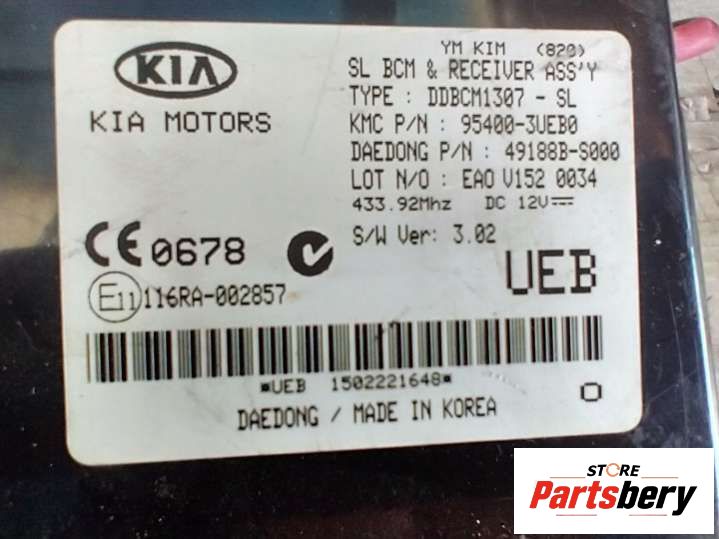 YM KIM (820)
KIA
SL BCM & RECEIVER ASS'Y
TYPE : DDBCM1307 - SL
KIA MOTORS
KMC P/N : 95400-3UEB0
DAEDONG P/N : 49188B-S000
LOT N/O : EAO V152 0034
433.92Mhz DC 12V
CE 0678
S/W Ver: 3.02
UEB
E11 116RA-002857
*UEB 1502221648*
DAEDONG / MADE IN KOREA
O
STORE
Partsbery